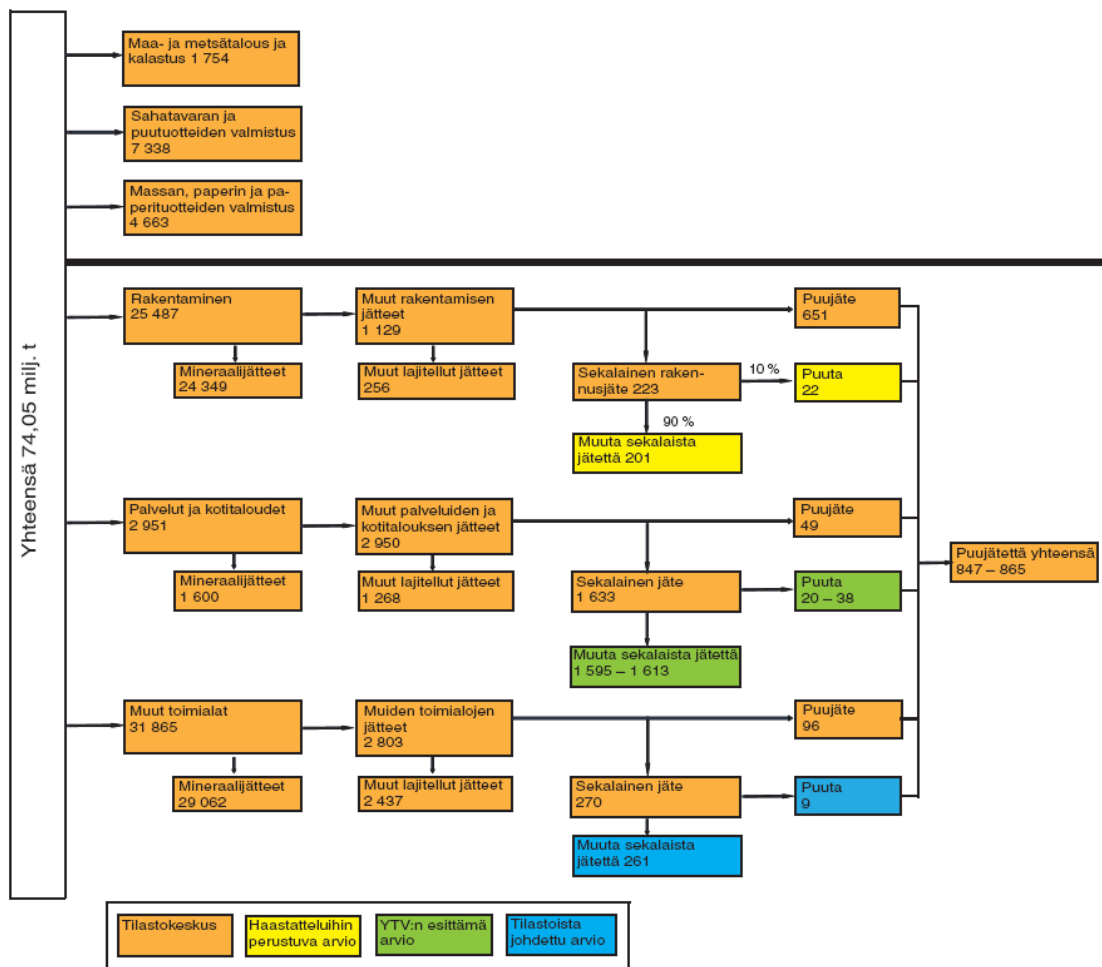 Yhteensä 74,05 milj. t
Maa- ja metsätalous ja
kalastus 1 754
Sahatavaran ja
puutuotteiden valmistus
7 338
Massan, paperin ja pa-
perituotteiden valmistus
4 663
Rakentaminen
25 487
Muut rakentamisen
jätteet
1 129
Puujäte
651
Mineraalijätteet
24 349
Muut lajitellut jätteet
256
Sekalainen raken-
nusjäte 223
10 %
Puuta
22
90 %
Muuta sekalaista
jätettä 201
Palvelut ja kotitaloudet
2 951
Muut palveluiden ja
kotitalouksen jätteet
2 950
Puujäte
49
Mineraalijätteet
1 600
Muut lajitellut jätteet
1 268
Sekalainen jäte
1 633
Puuta
20 – 38
Muuta sekalaista jätettä
1 595 – 1 613
Puujätettä yhteensä
847 – 865
Muut toimialat
31 865
Muiden toimialojen
jätteet
2 803
Puujäte
96
Mineraalijätteet
29 062
Muut lajitellut jätteet
2 437
Sekalainen jäte
270
Puuta
9
Muuta sekalaista
jätettä 261
Tilastokeskus
Haastatteluihin
perustuva arvio
YTV:n esittämä
arvio
Tilastoista
johdettu arvio